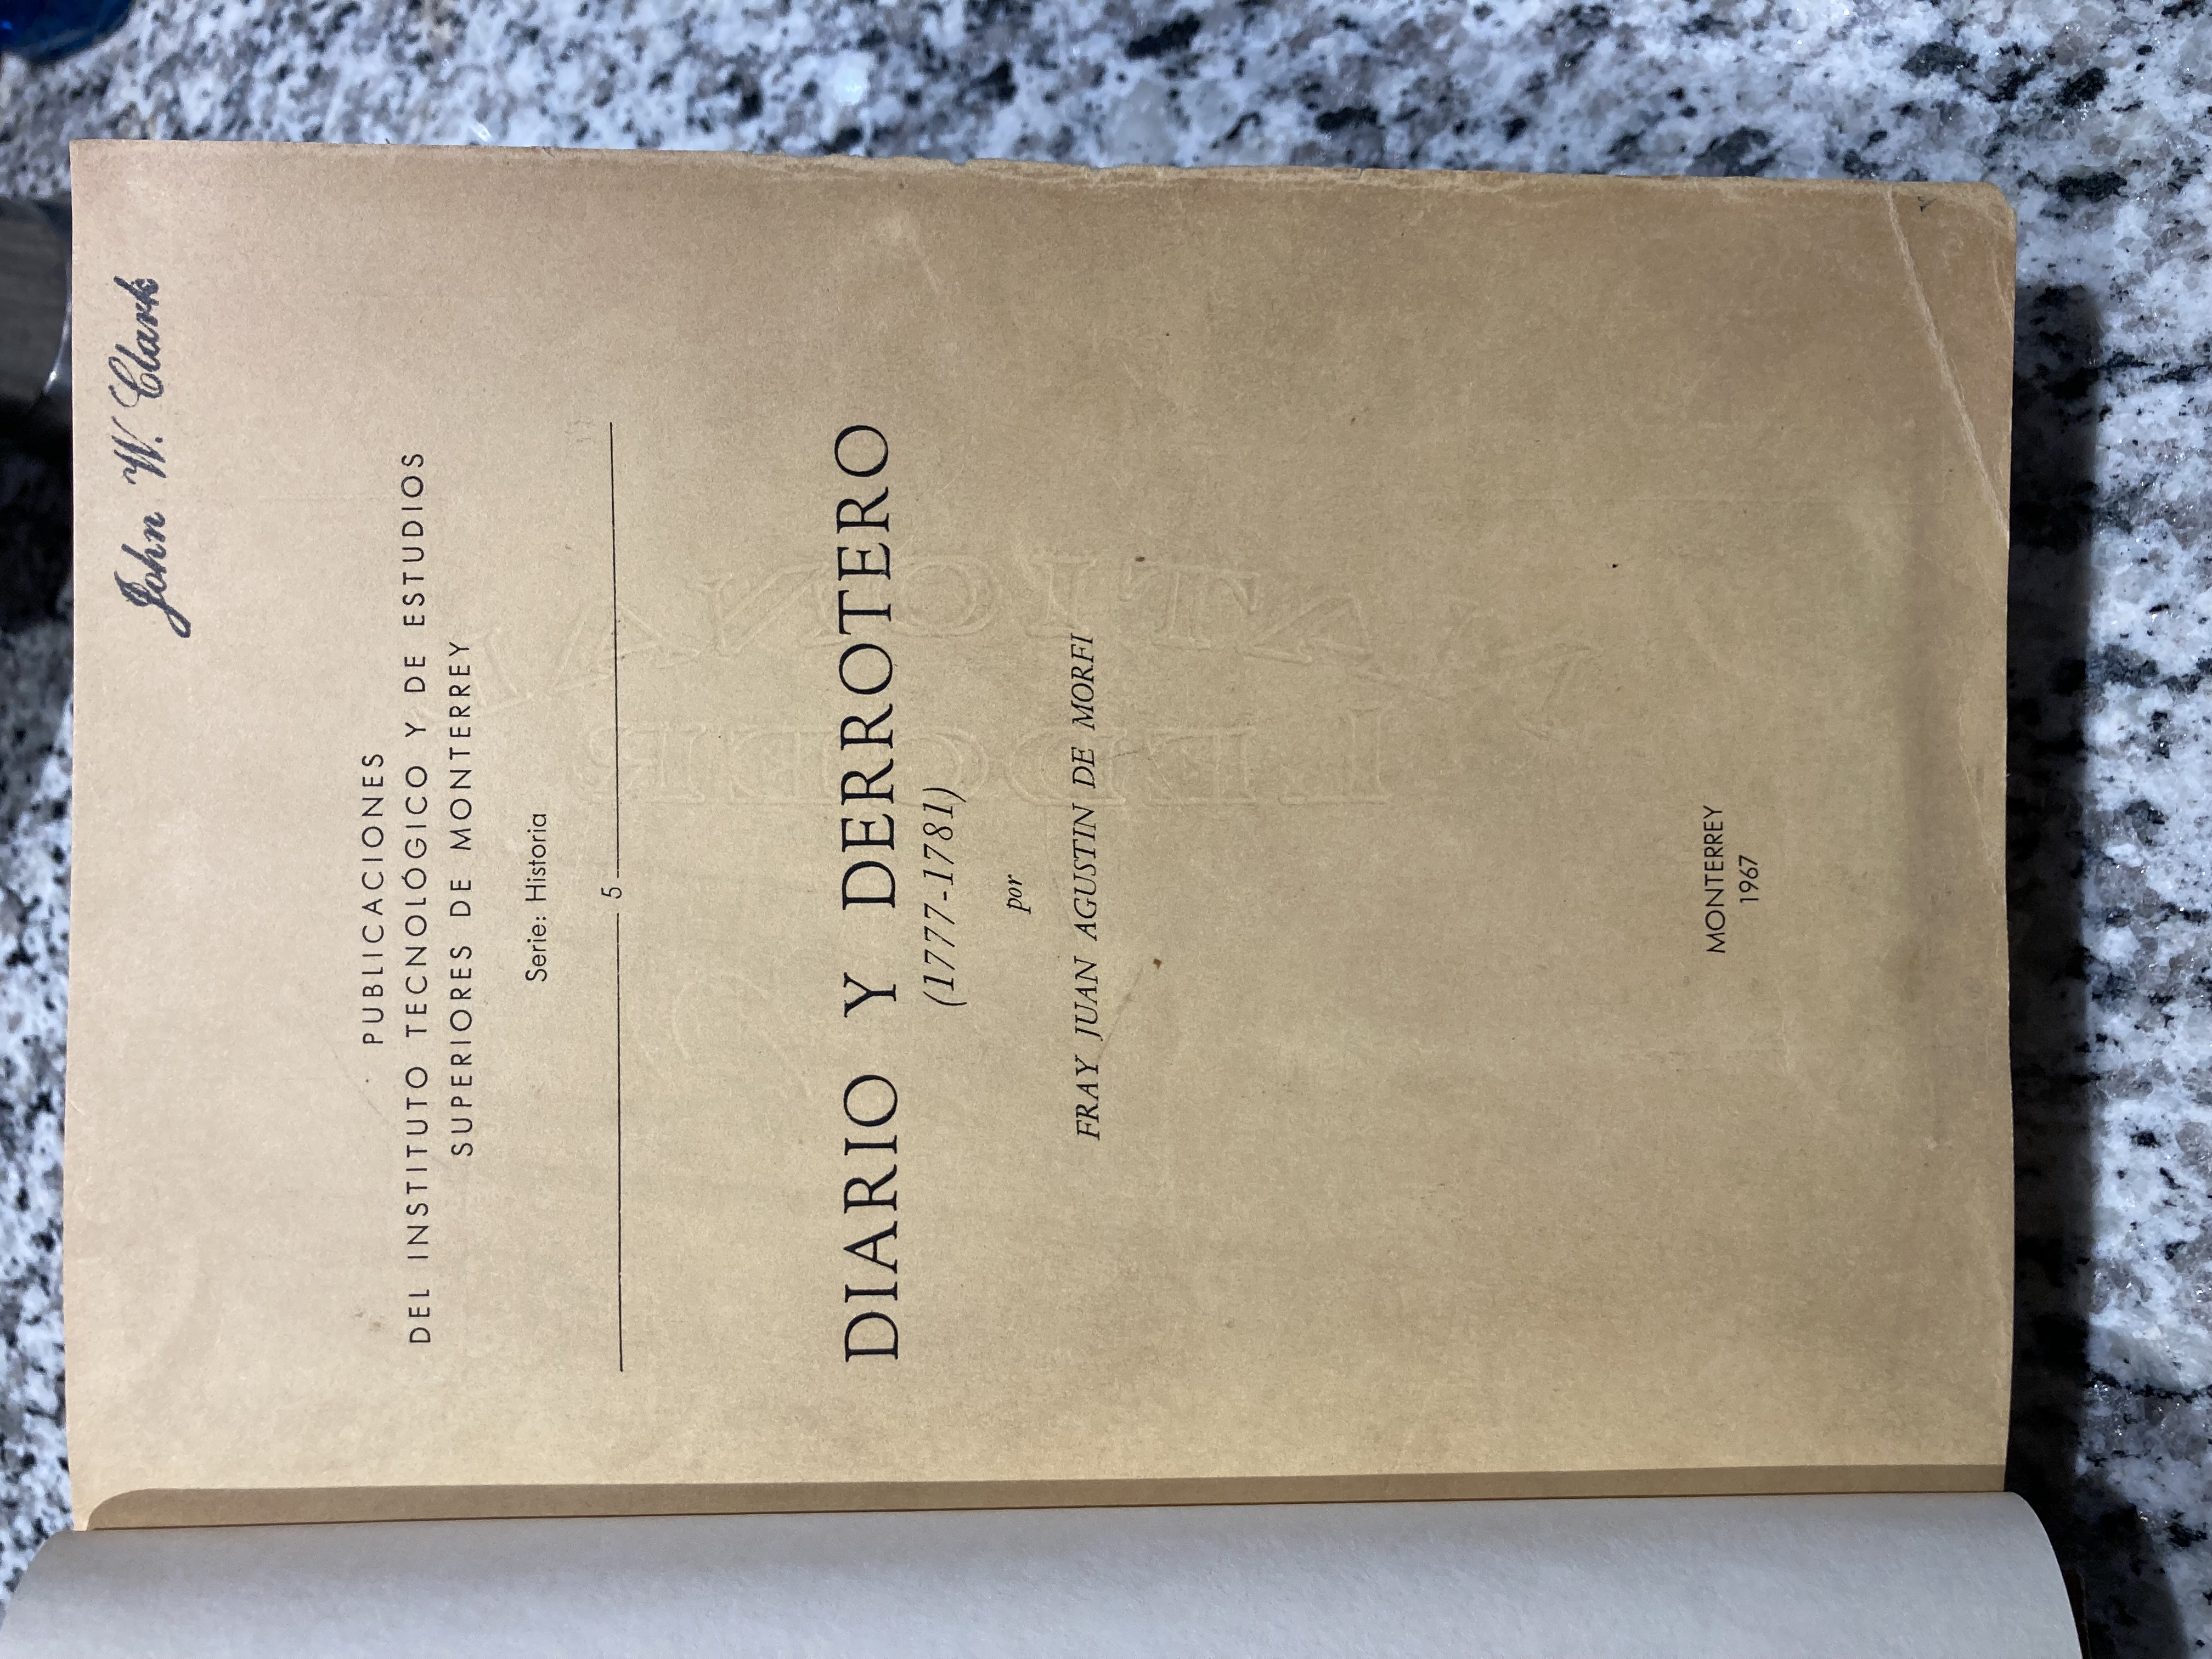 John W. Clark
PUBLICACIONES
DEL INSTITUTO TECNOLÓGICO Y DE ESTUDIOS
SUPERIORES DE MONTERREY
Serie: Historia
5
DIARIO Y DERROTERO
(1777-1781)
por
FRAY JUAN AGUSTIN DE MORFI
MONTERREY
1967